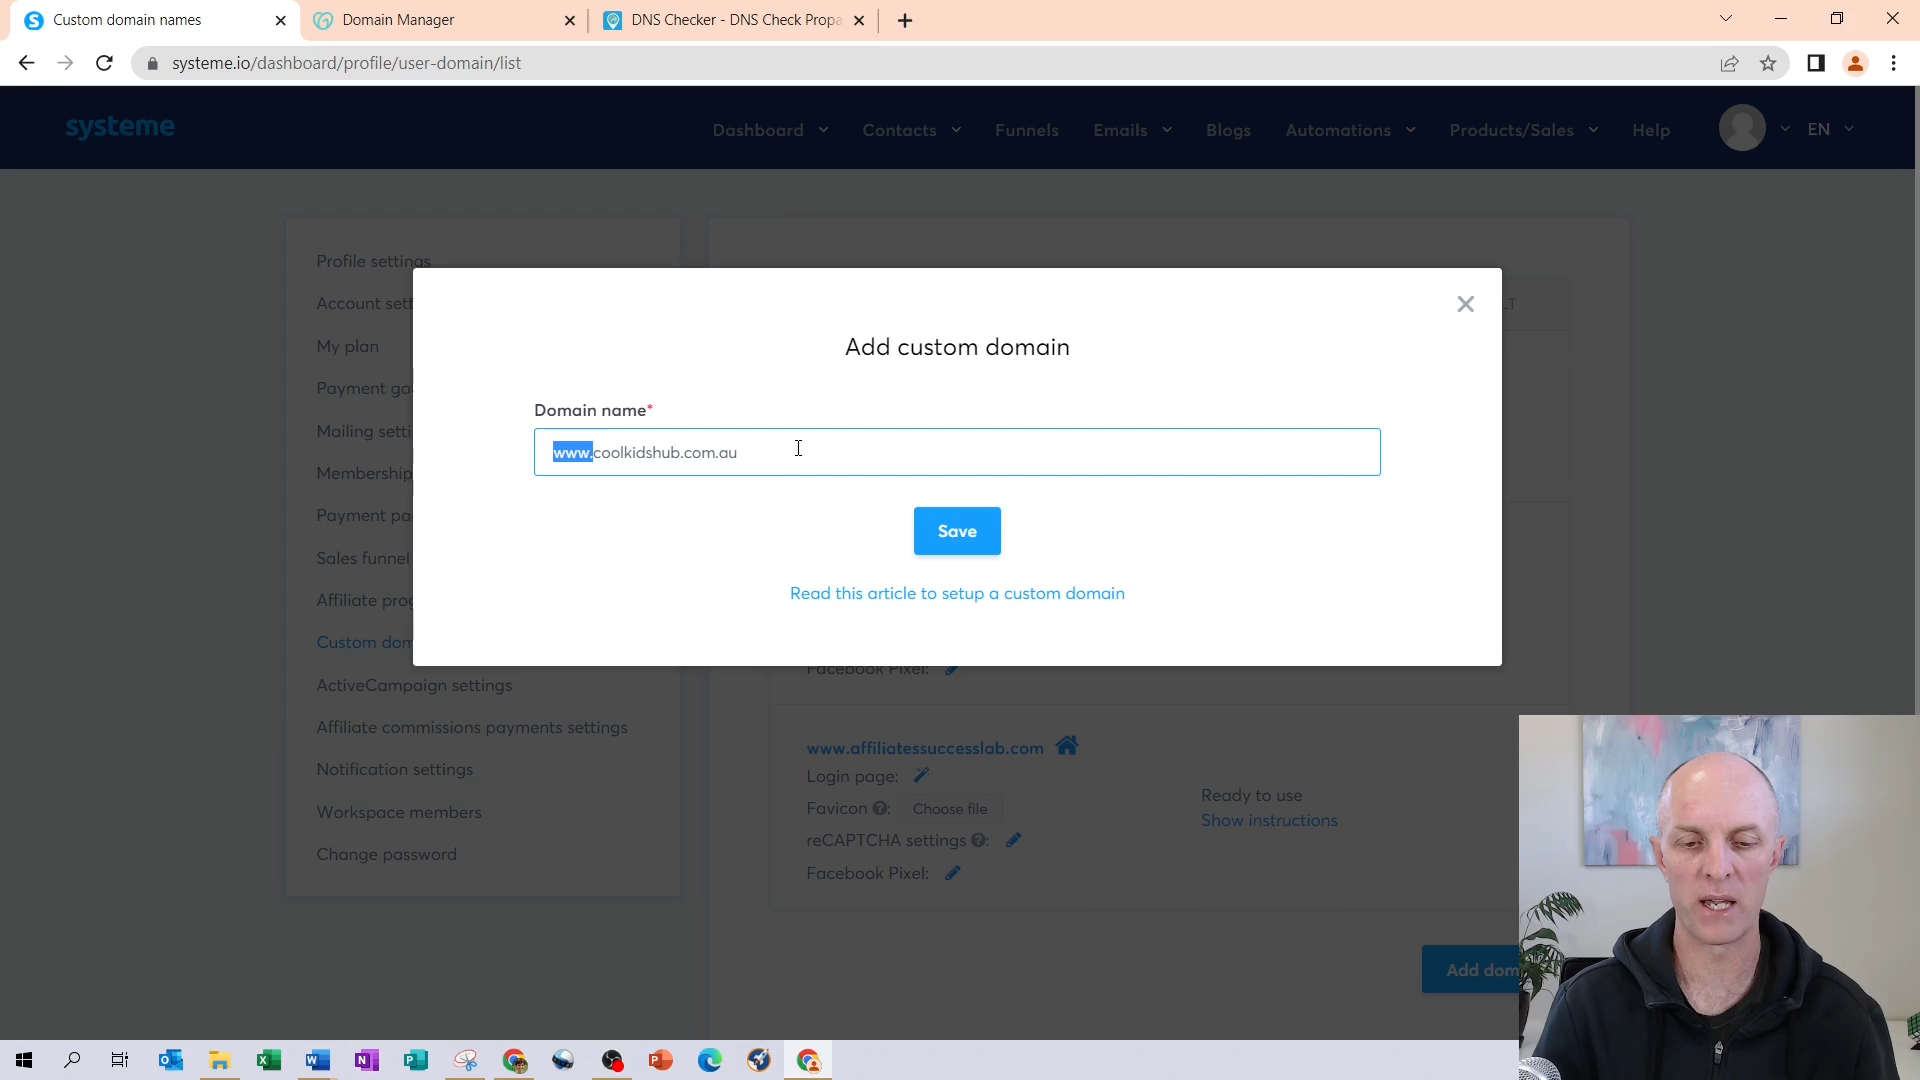 Custom domain names
Domain Manager
DNS Checker - DNS Check Propa
systeme.io/dashboard/profile/user-domain/list
systeme
Dashboard
Contacts
Funnels
Emails
Blogs
Automations
Products/Sales
Help
EN
Profile settings
Account sett
My plan
Payment ga
Mailing setti
Membership
Payment pa
Sales funnel
Affiliate prog
Custom dom
ActiveCampaign settings
Affiliate commissions payments settings
Notification settings
Workspace members
Change password
Add custom domain
Domain name*
www.coolkidshub.com.au
Save
Read this article to setup a custom domain
Facebook Pixel:
www.affiliatessuccesslab.com
Login page:
Favicon ?:
Choose file
reCAPTCHA settings ?:
Facebook Pixel:
Ready to use
Show instructions
Add dom